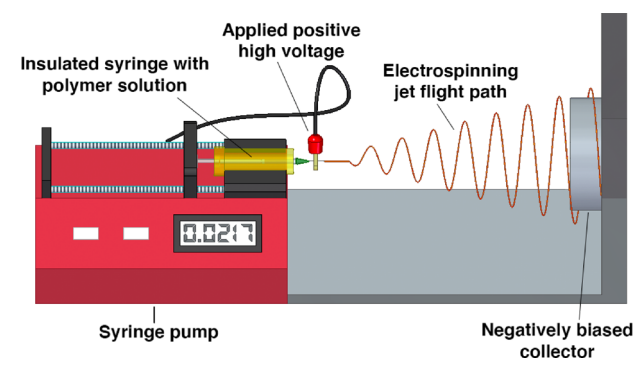 Applied positive
high voltage
Insulated syringe with
polymer solution
Electrospinning
jet flight path
0.0217
Syringe pump
Negatively biased
collector